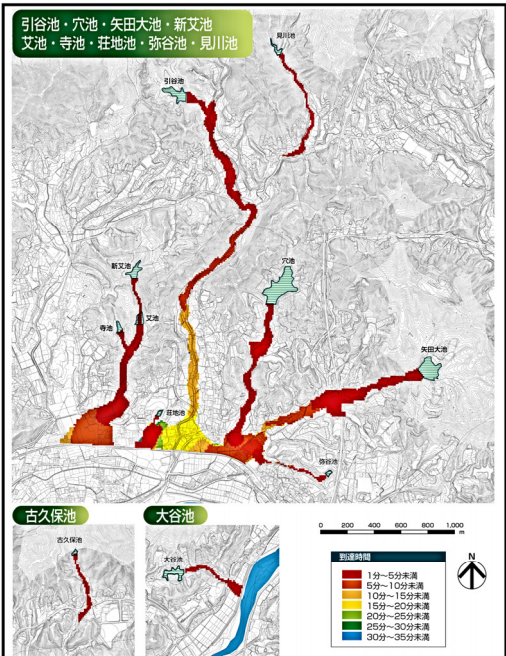 引谷池・穴池・矢田大池・新艾池
艾池・寺池・荘地池・弥谷池・見川池
見川池
引谷池
新艾池
穴池
寺池
艾池
矢田大池
荘地池
弥谷池
古久保池
大谷池
古久保池
大谷池
0 200 400 600 800 1,000
m
到達時間
1分～5分未満
5分～10分未満
10分～15分未満
15分～20分未満
20分～25分未満
25分～30分未満
30分～35分未満
N